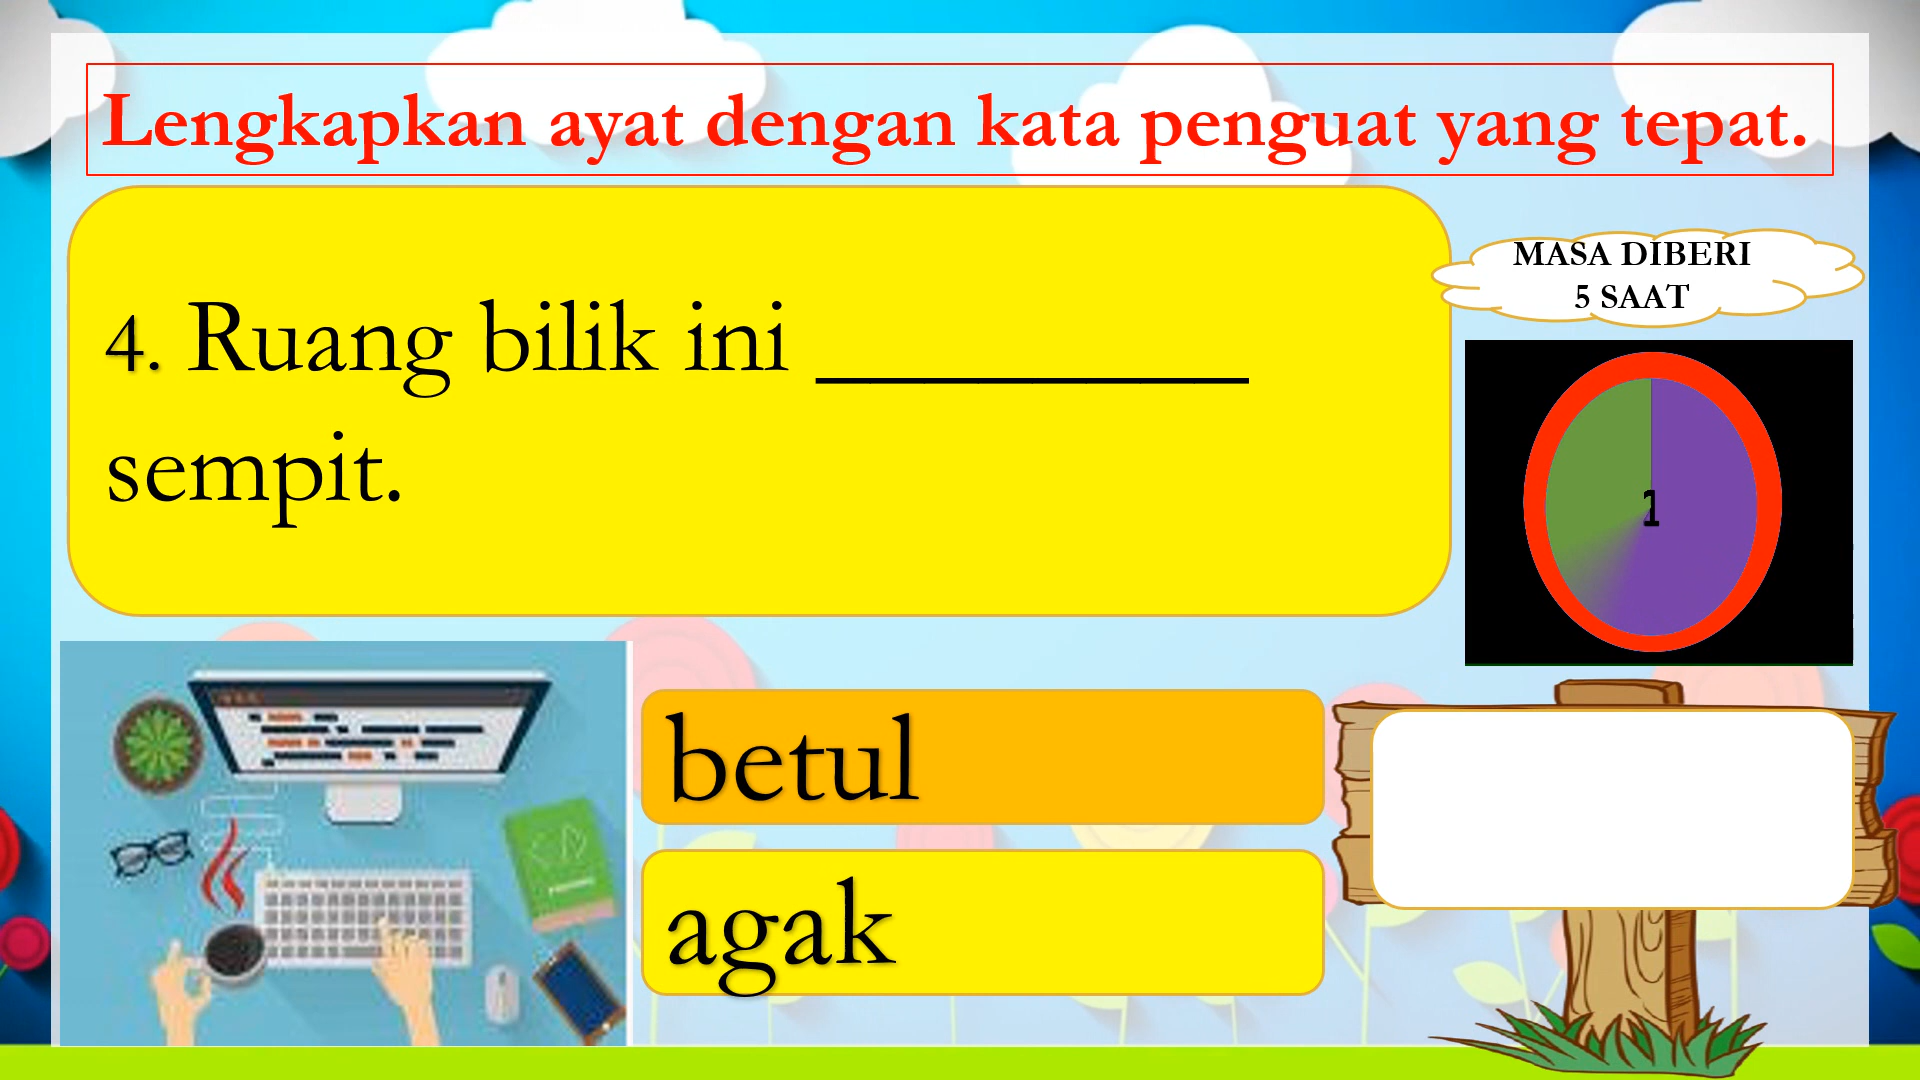 Lengkapkan ayat dengan kata penguat yang tepat.
4. Ruang bilik ini ________
sempit.
MASA DIBERI
5 SAAT
1
betul
agak